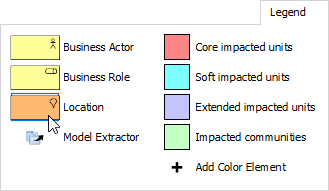 Legend
Business Actor
Core impacted units
Business Role
Soft impacted units
Location
Extended impacted units
Model Extractor
Impacted communities
Add Color Element